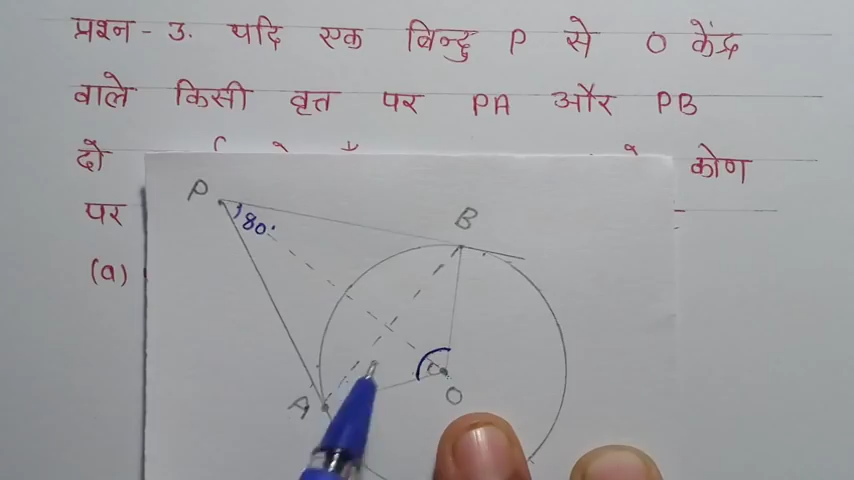 प्रश्न - 3. यदि एक बिन्दु P से O केंद्र
वाले किसी वृत्त पर PA और PB
दो कोण
पर
(a)
P
80°
B
A
O